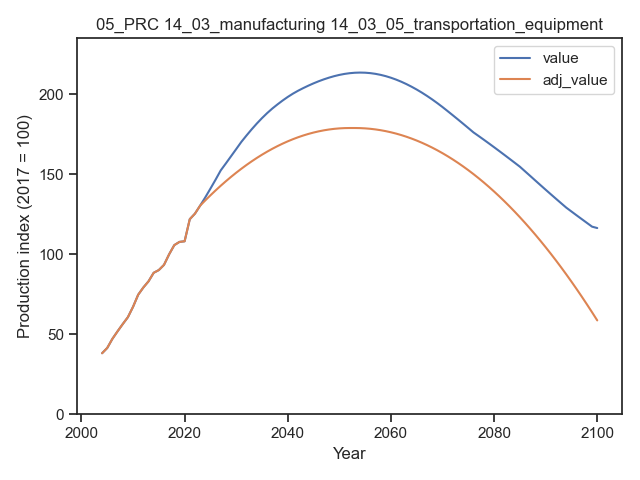 05_PRC 14_03_manufacturing 14_03_05_transportation_equipment
value
adj_value
Production index (2017 = 100)
200
150
100
50
0
2000
2020
2040
2060
2080
2100
Year